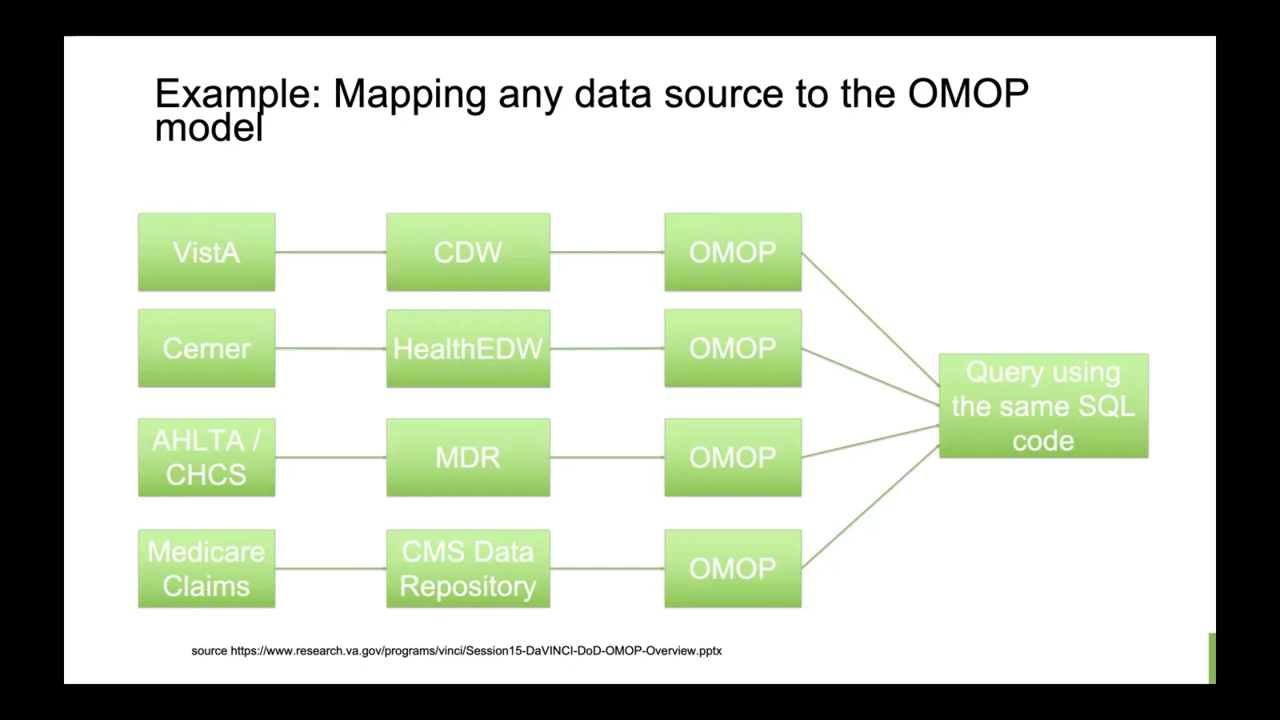 Example: Mapping any data source to the OMOP
model
VistA
CDW
OMOP
Cerner
HealthEDW
OMOP
Query using
the same SQL
code
AHLTA /
CHCS
MDR
OMOP
Medicare
Claims
CMS Data
Repository
OMOP
source https://www.research.va.gov/programs/vinci/Session15-DaVINCI-DoD-OMOP-Overview.pptx